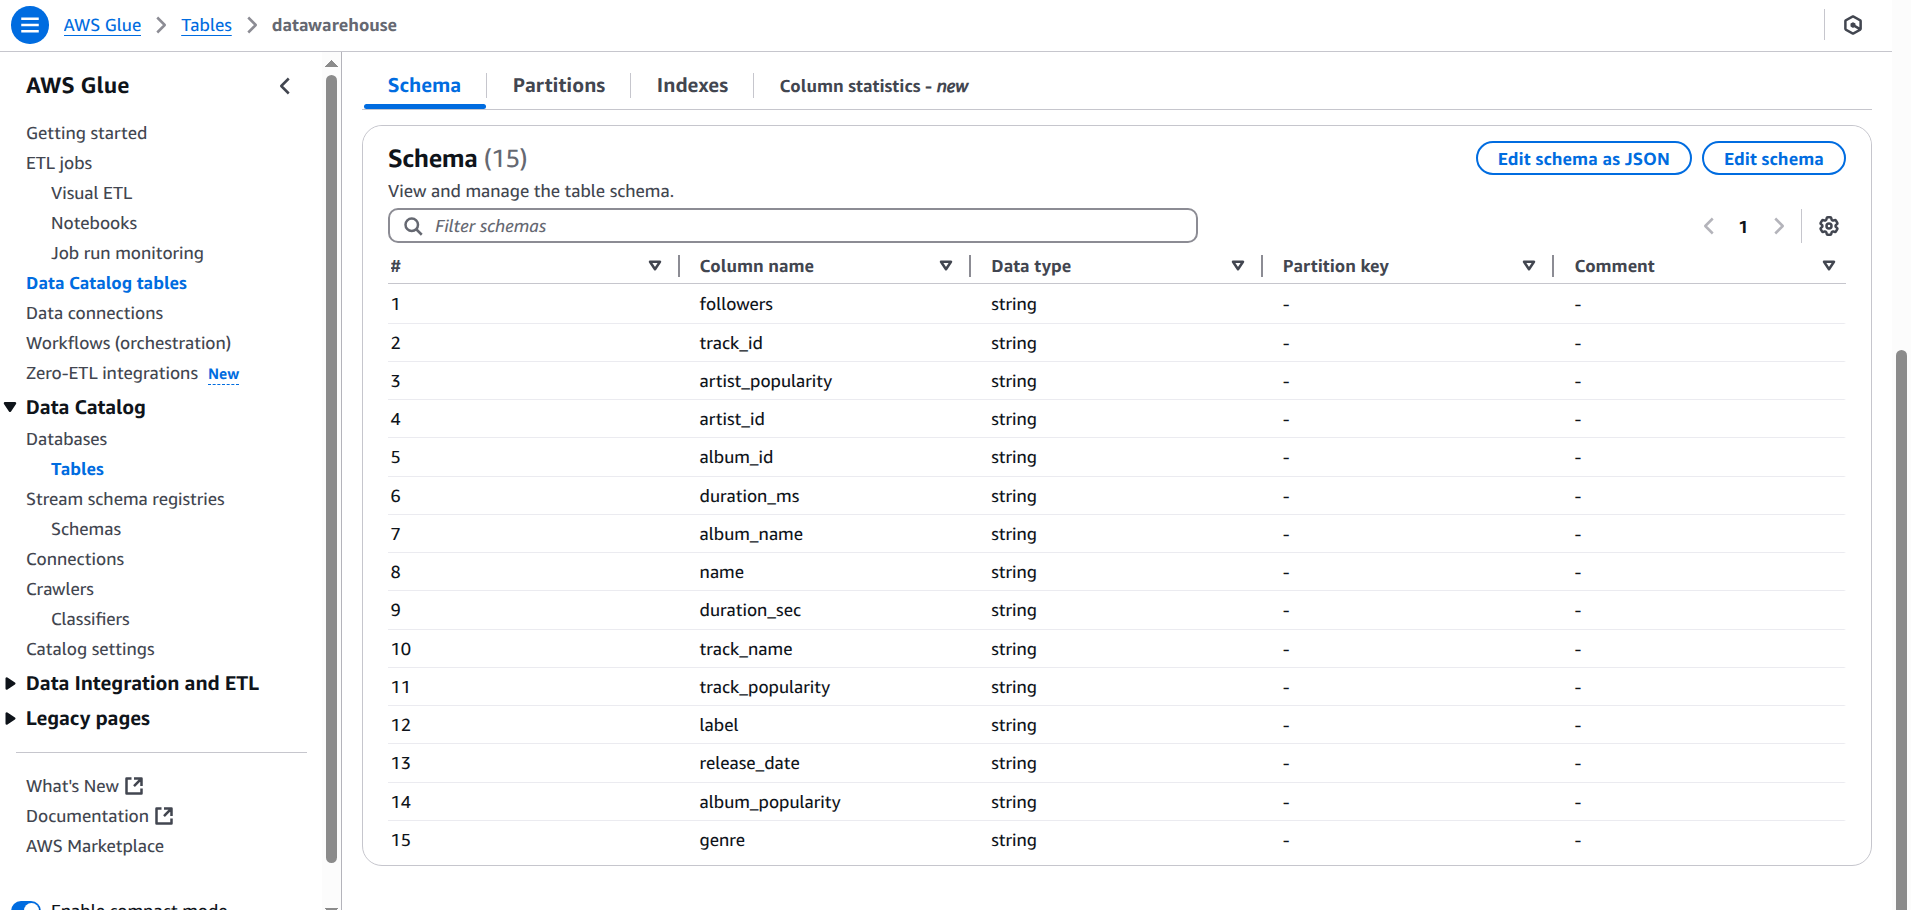 AWS Glue > Tables > datawarehouse
AWS Glue
Getting started
ETL jobs
Visual ETL
Notebooks
Job run monitoring
Data Catalog tables
Data connections
Workflows (orchestration)
Zero-ETL integrations New
Data Catalog
Databases
Tables
Stream schema registries
Schemas
Connections
Crawlers
Classifiers
Catalog settings
Data Integration and ETL
Legacy pages
What's New
Documentation
AWS Marketplace
Enable compact mode
Schema Partitions Indexes Column statistics - new
Schema (15)
Edit schema as JSON Edit schema
View and manage the table schema.
Filter schemas
1
# Column name Data type Partition key Comment
1 followers string - -
2 track_id string - -
3 artist_popularity string - -
4 artist_id string - -
5 album_id string - -
6 duration_ms string - -
7 album_name string - -
8 name string - -
9 duration_sec string - -
10 track_name string - -
11 track_popularity string - -
12 label string - -
13 release_date string - -
14 album_popularity string - -
15 genre string - -